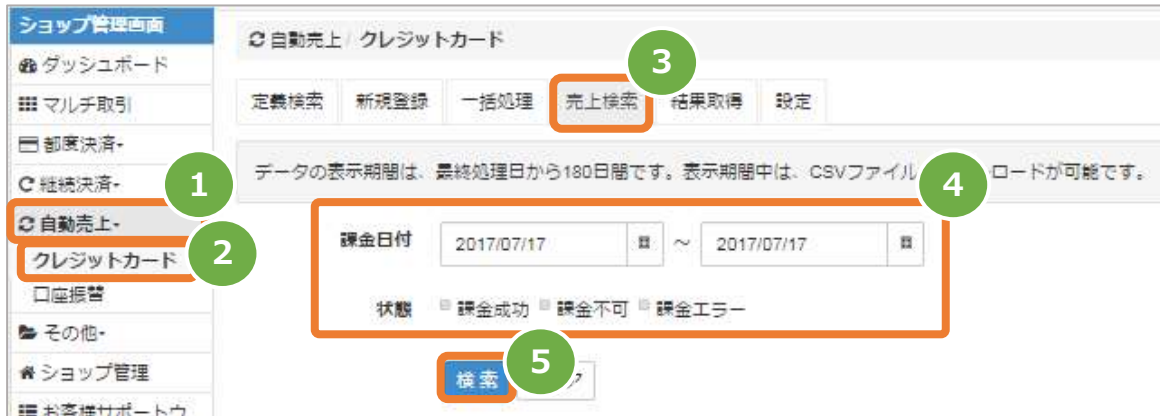 ショップ管理画面
ダッシュボード
マルチ取引
都度決済
継続決済
1
自動売上
クレジットカード
2
口座振替
その他
ショップ管理
自動売上 / クレジットカード
3
定義検索 新規登録 一括処理 売上検索 結果取得 設定
データの表示期間は、最終処理日から180日間です。表示期間中は、CSVファイル ロードが可能です。
4
課金日付 2017/07/17 ～ 2017/07/17
状態 課金成功 課金不可 課金エラー
検索
5